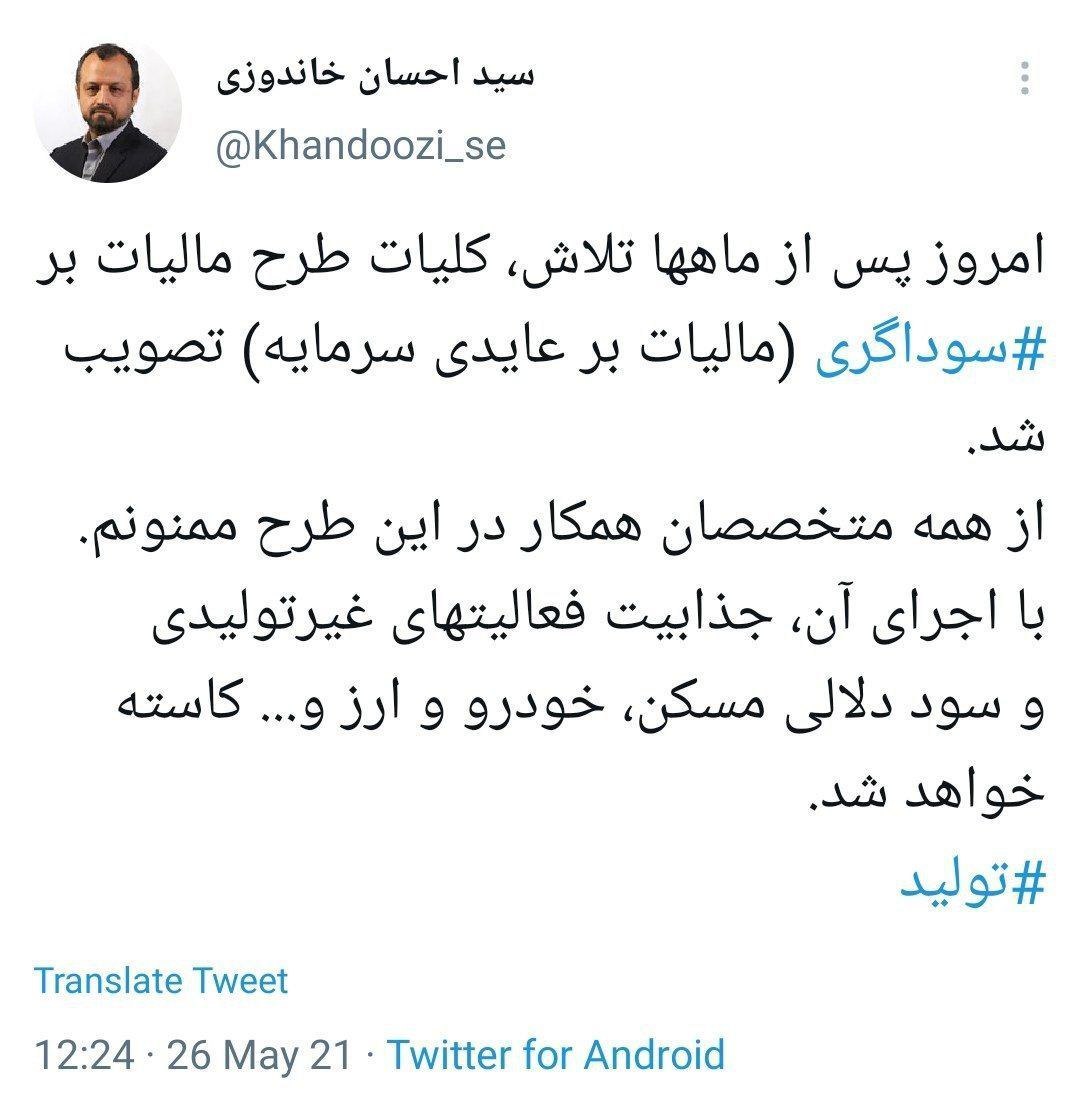 سید احسان خاندوزی
@Khandoozi_se
امروز پس از ماهها تلاش، کلیات طرح مالیات بر
#سوداگری (مالیات بر عایدی سرمایه) تصویب
شد.
از همه متخصصان همکار در این طرح ممنونم.
با اجرای آن، جذابیت فعالیتهای غیرتولیدی
و سود دلالی مسکن، خودرو و ارز و... کاسته
خواهد شد.
#تولید
Translate Tweet
12:24 · 26 May 21 · Twitter for Android